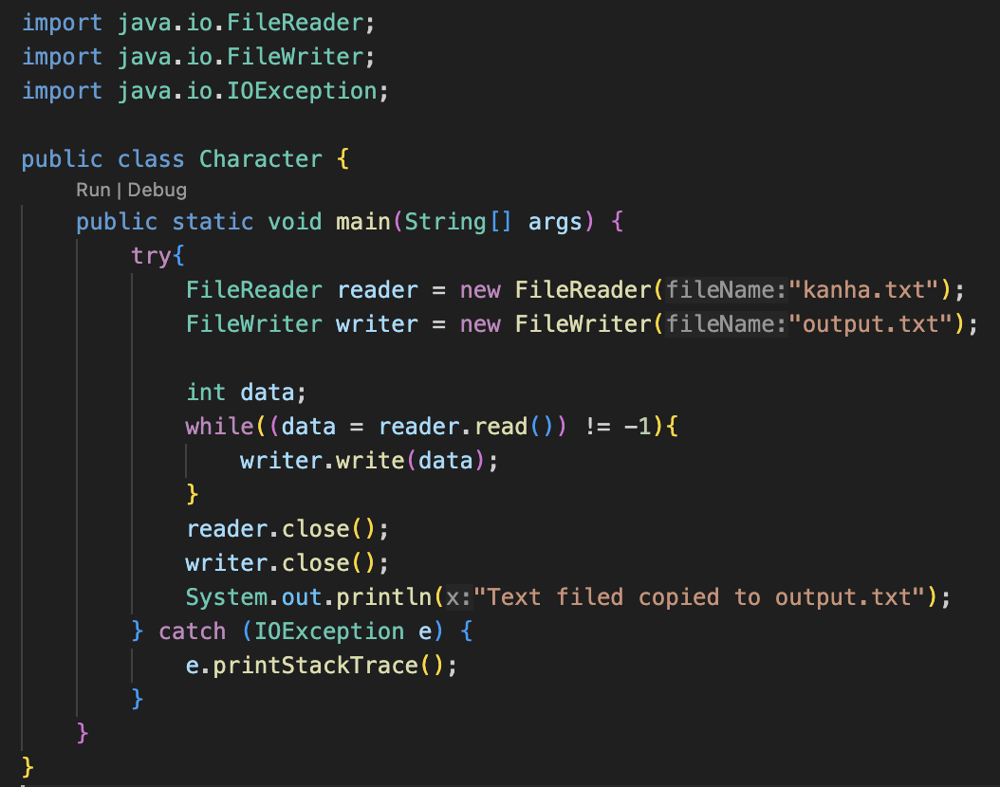 import java.io.FileReader;
import java.io.FileWriter;
import java.io.IOException;
public class Character {
Run | Debug
public static void main(String[] args) {
try{
FileReader reader = new FileReader(fileName:"kanha.txt");
FileWriter writer = new FileWriter(fileName:"output.txt");
int data;
while((data = reader.read()) != -1){
writer.write(data);
}
reader.close();
writer.close();
System.out.println(x:"Text filed copied to output.txt");
} catch (IOException e) {
e.printStackTrace();
}
}
}